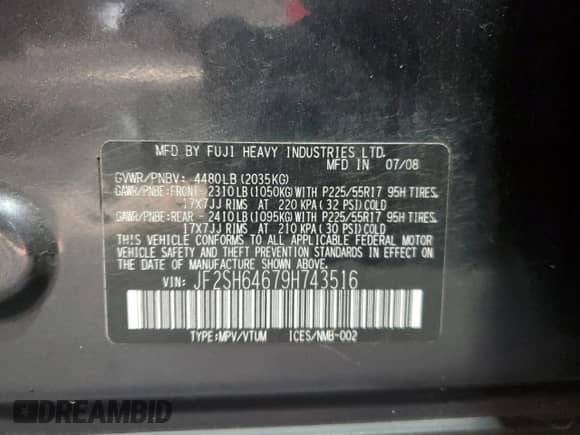 MFD BY FUJI HEAVY INDUSTRIES LTD.
MFD IN 07/08
GVWR/PNBV: 4480LB(2035KG)
GAWR/PNBE:FRONT-2310LB(1050KG)WITH P225/55R17 95H TIRES,
17X7JJ RIMS AT 220 KPA(32 PSI)COLD
GAWR/PNBE:REAR -2410LB(1095KG)WITH P225/55R17 95H TIRES,
17X7JJ RIMS AT 210 KPA(30 PSI)COLD
THIS VEHICLE CONFORMS TO ALL APPLICABLE FEDERAL MOTOR
VEHICLE SAFETY AND THEFT PREVENTION STANDARDS IN EFFECT
ON THE DATE OF MANUFACTURE SHOWN ABOVE.
VIN: JF2SH64679H743516
TYPE:MPV/VTUM ICES/NMB-002
DREAMBID